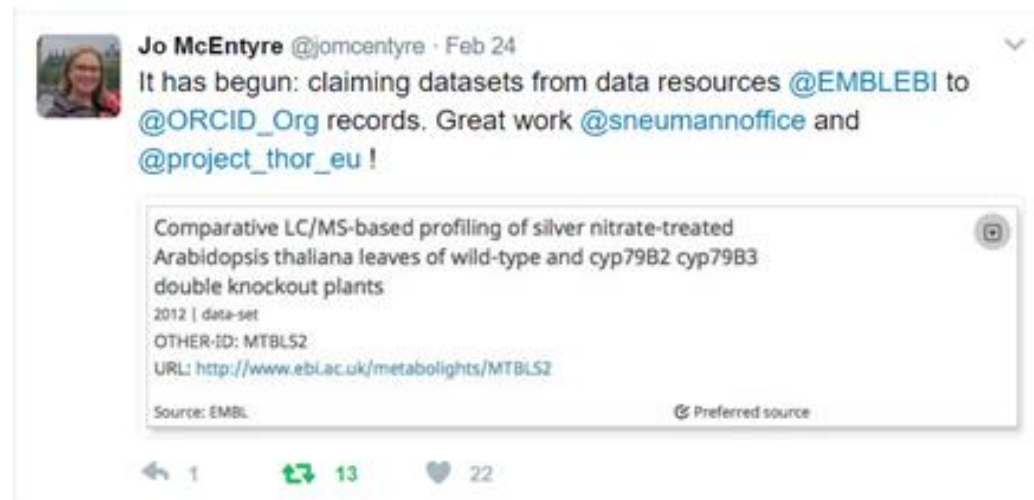 Jo McEntyre @jomcentyre · Feb 24
It has begun: claiming datasets from data resources @EMBLEBI to
@ORCID_Org records. Great work @sneumannoffice and
@project_thor_eu !
Comparative LC/MS-based profiling of silver nitrate-treated
Arabidopsis thaliana leaves of wild-type and cyp79B2 cyp79B3
double knockout plants
2012 | data-set
OTHER-ID: MTBLS2
URL: http://www.ebi.ac.uk/metabolights/MTBLS2
Source: EMBL Preferred source
1 13 22